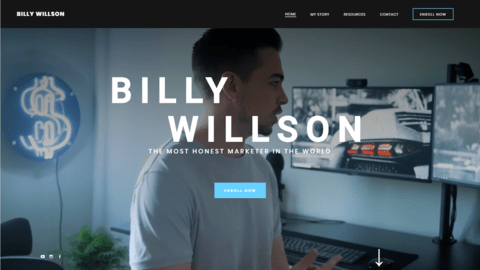 BILLY WILLSON
HOME MY STORY RESOURCES CONTACT ENROLL NOW
BILLY
WILLSON
THE MOST HONEST MARKETER IN THE WORLD
ENROLL NOW